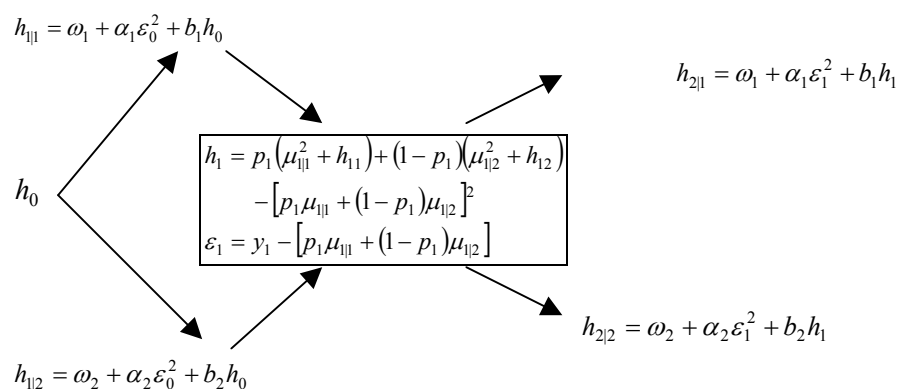 h_{1|1} = ω_1 + α_1 ε_0^2 + b_1 h_0
h_{2|1} = ω_1 + α_1 ε_1^2 + b_1 h_1
h_1 = p_1(μ_{1|1}^2 + h_{11}) + (1 − p_1)(μ_{1|2}^2 + h_{12})
h_0
−[p_1 μ_{1|1} + (1 − p_1)μ_{1|2}]^2
ε_1 = y_1 − [p_1 μ_{1|1} + (1 − p_1)μ_{1|2}]
h_{2|2} = ω_2 + α_2 ε_1^2 + b_2 h_1
h_{1|2} = ω_2 + α_2 ε_0^2 + b_2 h_0